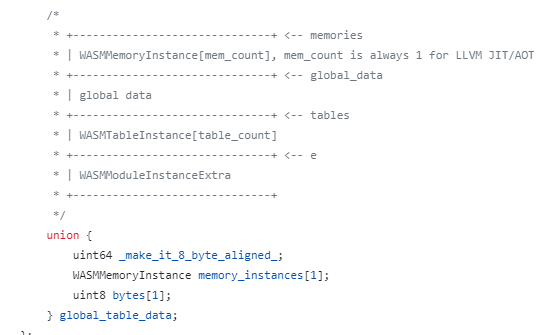 /*
 * +-----------------------------+ <-- memories
 * | WASMMemoryInstance[mem_count], mem_count is always 1 for LLVM JIT/AOT
 * +-----------------------------+ <-- global_data
 * | global data
 * +-----------------------------+ <-- tables
 * | WASMTableInstance[table_count]
 * +-----------------------------+ <-- e
 * | WASMModuleInstanceExtra
 * +-----------------------------+
 */
union {
    uint64 _make_it_8_byte_aligned_;
    WASMMemoryInstance memory_instances[1];
    uint8 bytes[1];
} global_table_data;
};